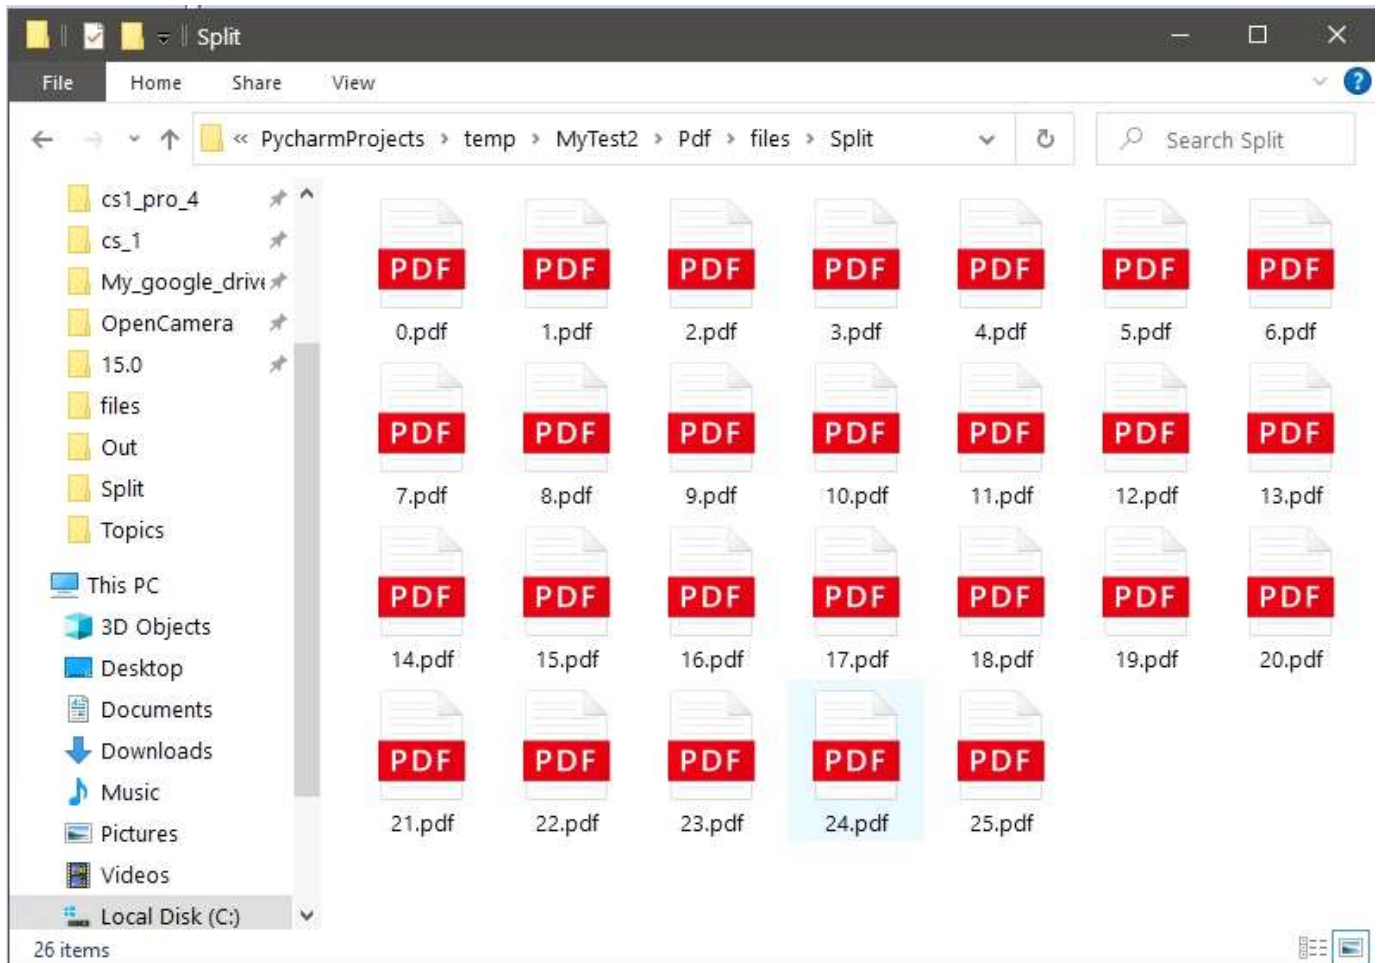 Split
File Home Share View
« PycharmProjects › temp › MyTest2 › Pdf › files › Split
Search Split
cs1_pro_4
cs_1
My_google_drive
OpenCamera
15.0
files
Out
Split
Topics
This PC
3D Objects
Desktop
Documents
Downloads
Music
Pictures
Videos
Local Disk (C:)
PDF PDF PDF PDF PDF PDF PDF
0.pdf 1.pdf 2.pdf 3.pdf 4.pdf 5.pdf 6.pdf
PDF PDF PDF PDF PDF PDF PDF
7.pdf 8.pdf 9.pdf 10.pdf 11.pdf 12.pdf 13.pdf
PDF PDF PDF PDF PDF PDF PDF
14.pdf 15.pdf 16.pdf 17.pdf 18.pdf 19.pdf 20.pdf
PDF PDF PDF PDF PDF
21.pdf 22.pdf 23.pdf 24.pdf 25.pdf
26 items